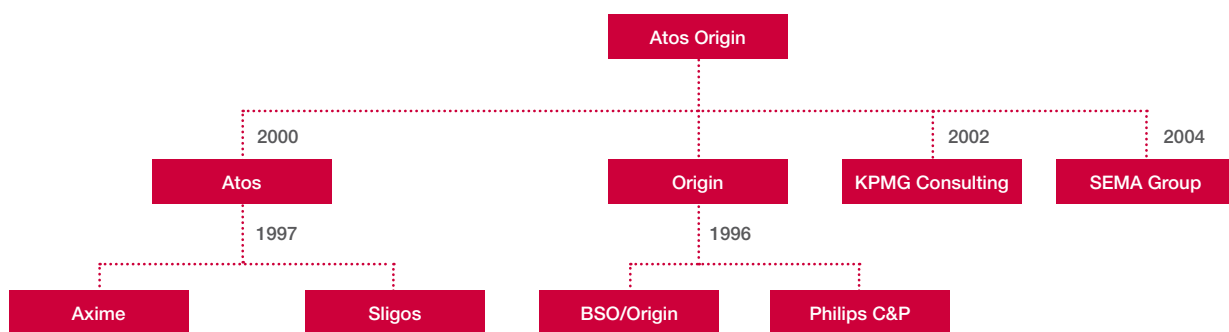 Atos Origin
2000
2002
2004
Atos
Origin
KPMG Consulting
SEMA Group
1997
1996
Axime
Sligos
BSO/Origin
Philips C&P